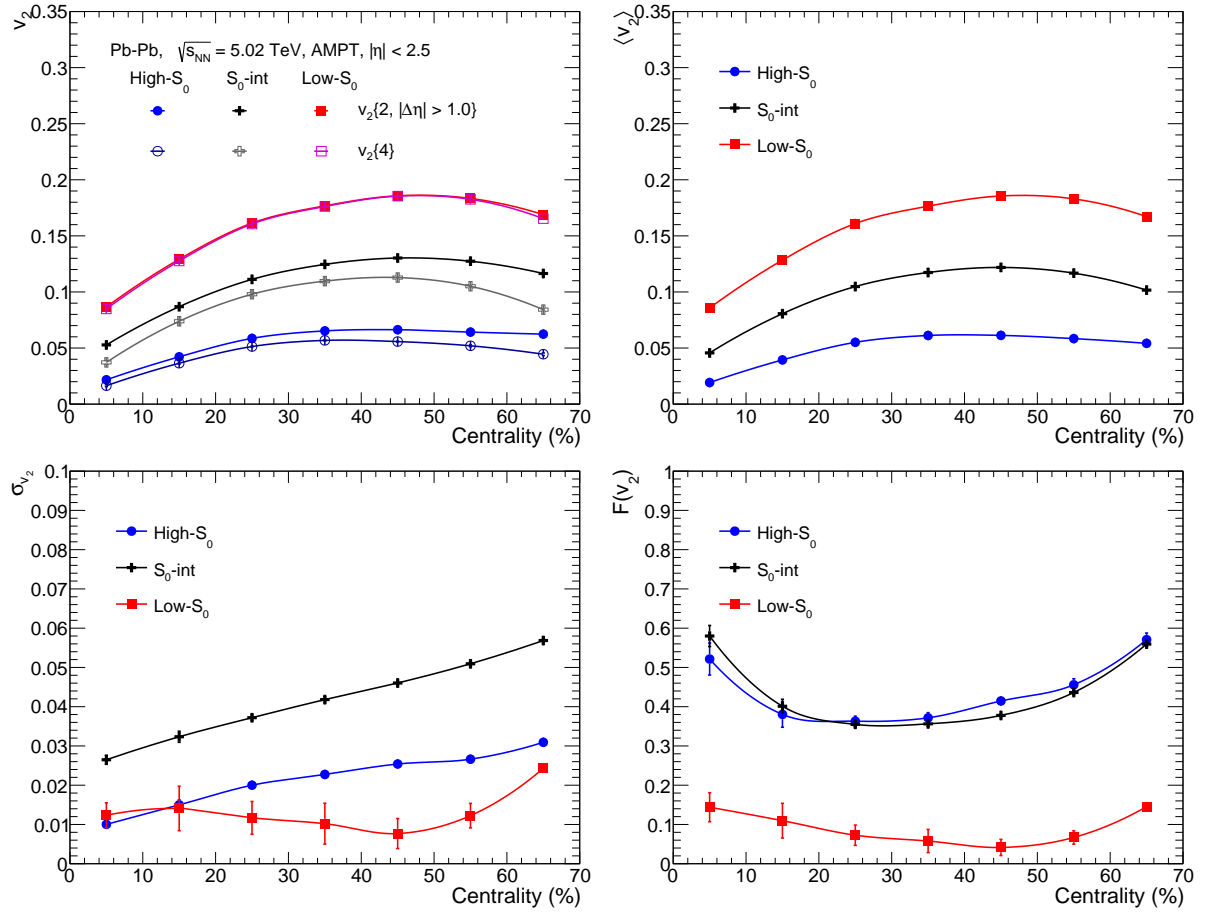 v₂
0.35
0.3
0.25
0.2
0.15
0.1
0.05
0
Pb-Pb, √s_NN = 5.02 TeV, AMPT, |η| < 2.5
High-S₀ S₀-int Low-S₀
v₂{2, |Δη| > 1.0}
v₂{4}
0 10 20 30 40 50 60 70
Centrality (%)
⟨v₂⟩
0.35
0.3
0.25
0.2
0.15
0.1
0.05
0
High-S₀
S₀-int
Low-S₀
0 10 20 30 40 50 60 70
Centrality (%)
σ_v₂
0.1
0.09
0.08
0.07
0.06
0.05
0.04
0.03
0.02
0.01
0
High-S₀
S₀-int
Low-S₀
0 10 20 30 40 50 60 70
Centrality (%)
F(v₂)
1
0.9
0.8
0.7
0.6
0.5
0.4
0.3
0.2
0.1
0
High-S₀
S₀-int
Low-S₀
0 10 20 30 40 50 60 70
Centrality (%)